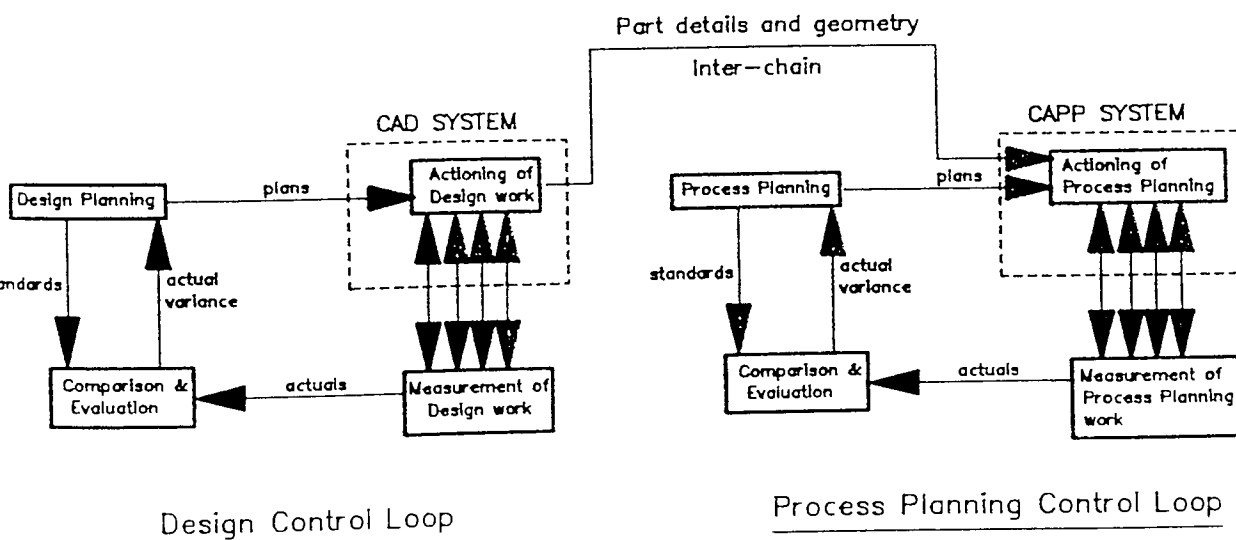 Part details and geometry
Inter-chain
CAD SYSTEM
CAPP SYSTEM
Design Planning
plans
Actioning of
Design work
Process Planning
plans
Actioning of
Process Planning
andards
actual
variance
standards
actual
variance
Comparison &
Evaluation
actuals
Measurement of
Design work
Comparison &
Evaluation
actuals
Measurement of
Process Planning
work
Design Control Loop
Process Planning Control Loop